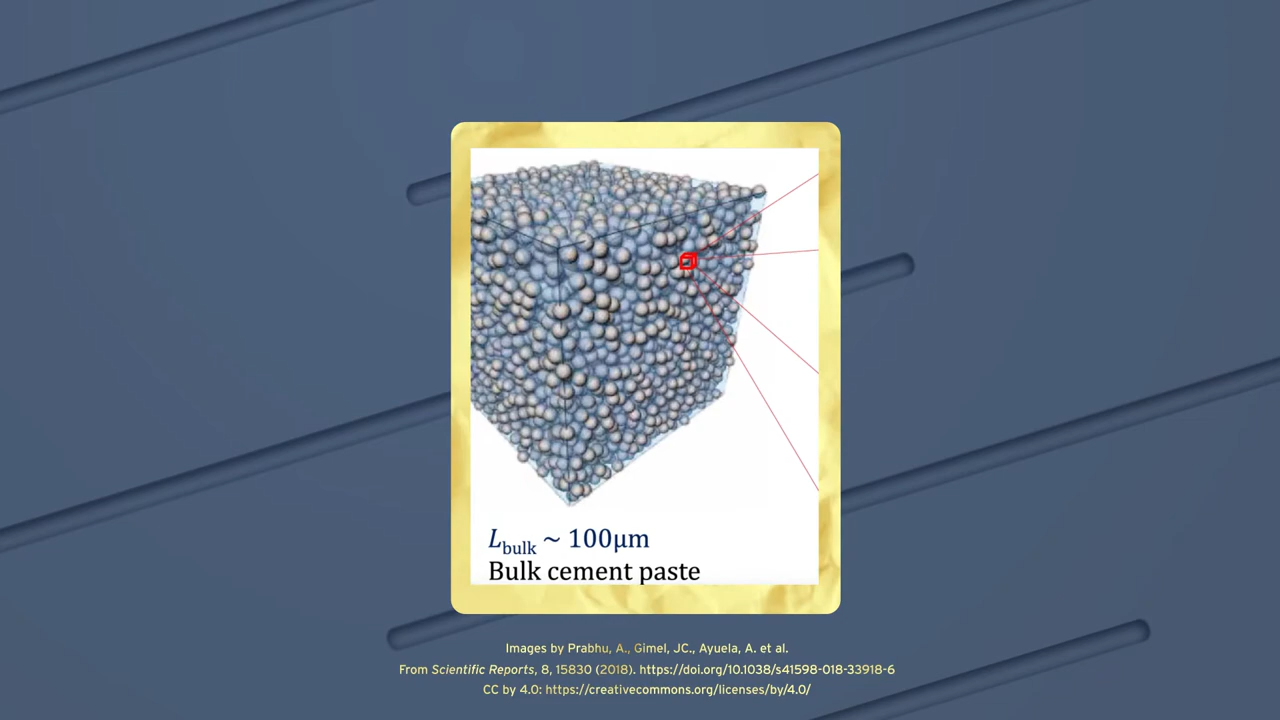 L bulk ~ 100μm
Bulk cement paste
Images by Prabhu, A., Gimel, JC., Ayuela, A. et al.
From Scientific Reports, 8, 15830 (2018). https://doi.org/10.1038/s41598-018-33918-6
CC by 4.0: https://creativecommons.org/licenses/by/4.0/